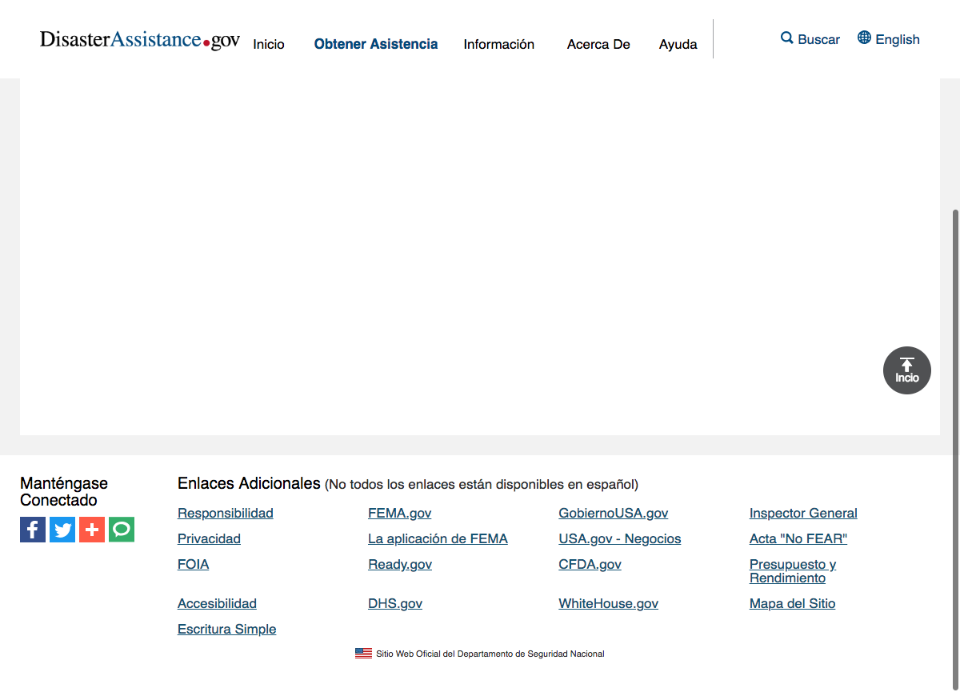 DisasterAssistance.gov Inicio Obtener Asistencia Información Acerca De Ayuda Buscar English
Incio
Manténgase
Conectado
Enlaces Adicionales (No todos los enlaces están disponibles en español)
Responsibilidad FEMA.gov GobiernoUSA.gov Inspector General
Privacidad La aplicación de FEMA USA.gov - Negocios Acta "No FEAR"
FOIA Ready.gov CFDA.gov Presupuesto y
Rendimiento
Accesibilidad DHS.gov WhiteHouse.gov Mapa del Sitio
Escritura Simple
Sitio Web Oficial del Departamento de Seguridad Nacional